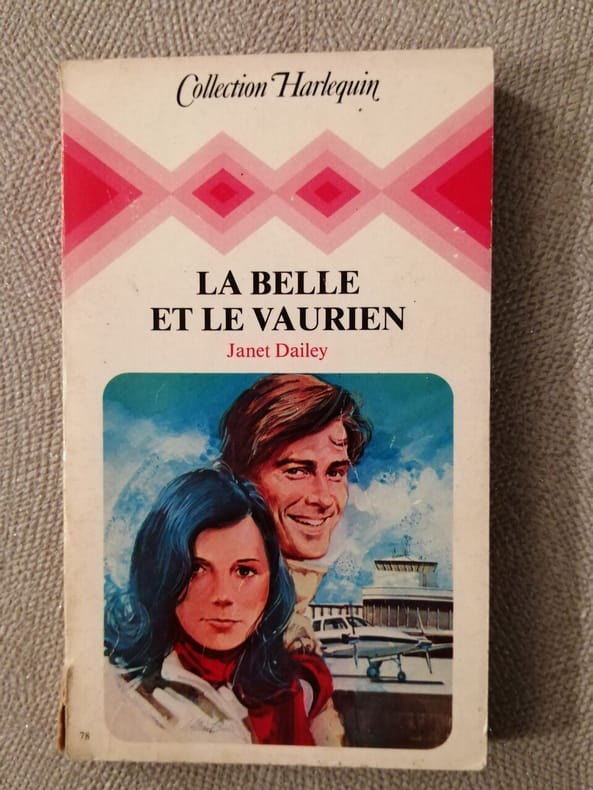 Collection Harlequin
LA BELLE
ET LE VAURIEN
Janet Dailey
78